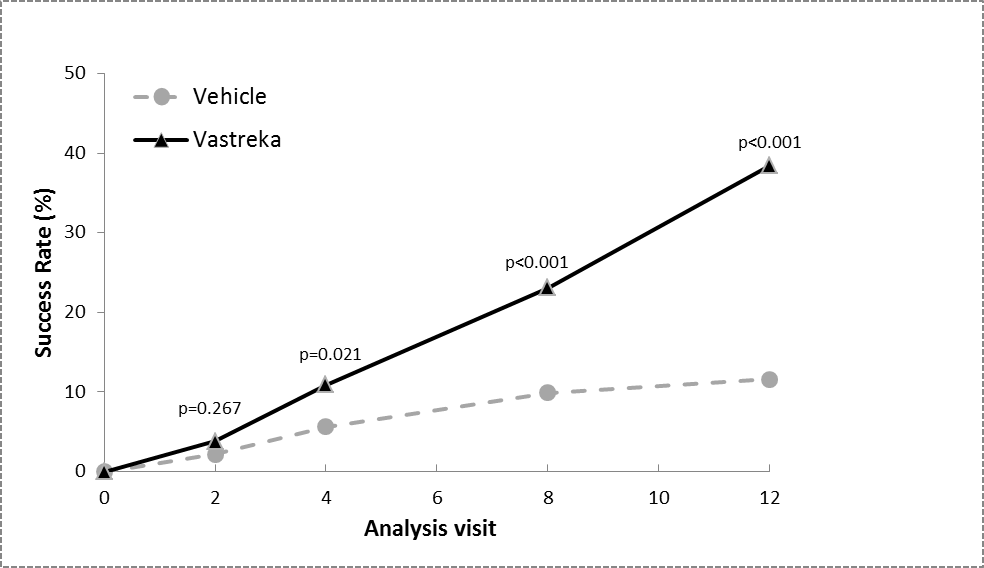 50
Vehicle
Vastreka
p<0.001
40
30
p<0.001
20
p=0.021
10
p=0.267
0
0 2 4 6 8 10 12
Analysis visit
Success Rate (%)